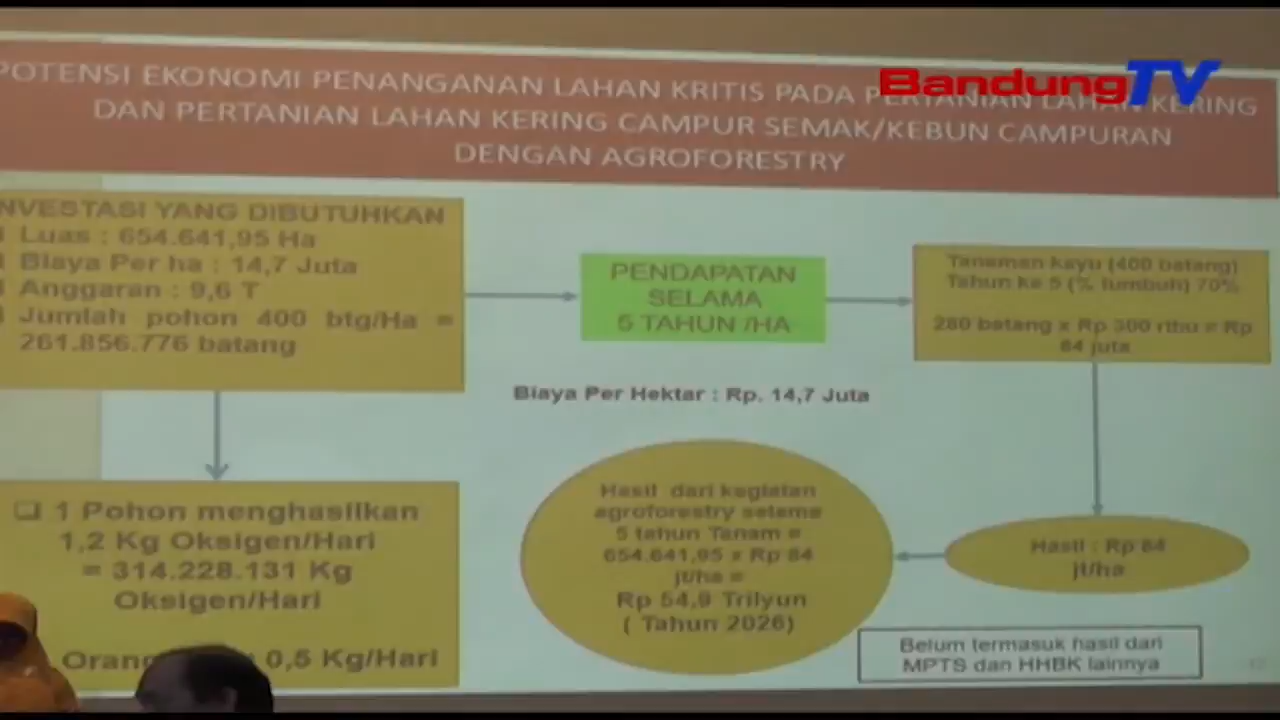 BandungTV
POTENSI EKONOMI PENANGANAN LAHAN KRITIS PADA PERTANIAN LAHAN KERING
DAN PERTANIAN LAHAN KERING CAMPUR SEMAK/KEBUN CAMPURAN
DENGAN AGROFORESTRY
INVESTASI YANG DIBUTUHKAN
Luas : 654.641,95 Ha
Biaya Per ha : 14,7 Juta
Anggaran : 9,6 T
Jumlah pohon 400 btg/Ha =
261.856.776 batang
PENDAPATAN
SELAMA
5 TAHUN /HA
Tanaman kayu (400 batang)
Tahun ke 5 (% tumbuh) 70%
280 batang x Rp 300 ribu = Rp
84 juta
Biaya Per Hektar : Rp. 14,7 Juta
❑ 1 Pohon menghasilkan
1,2 Kg Oksigen/Hari
= 314.228.131 Kg
Oksigen/Hari
Orang : 0,5 Kg/Hari
Hasil dari kegiatan
agroforestry selama
5 tahun Tanam =
654.641,95 x Rp 84
jt/ha =
Rp 54,9 Trilyun
( Tahun 2026)
Hasil : Rp 84
jt/ha
Belum termasuk hasil dari
MPTS dan HHBK lainnya